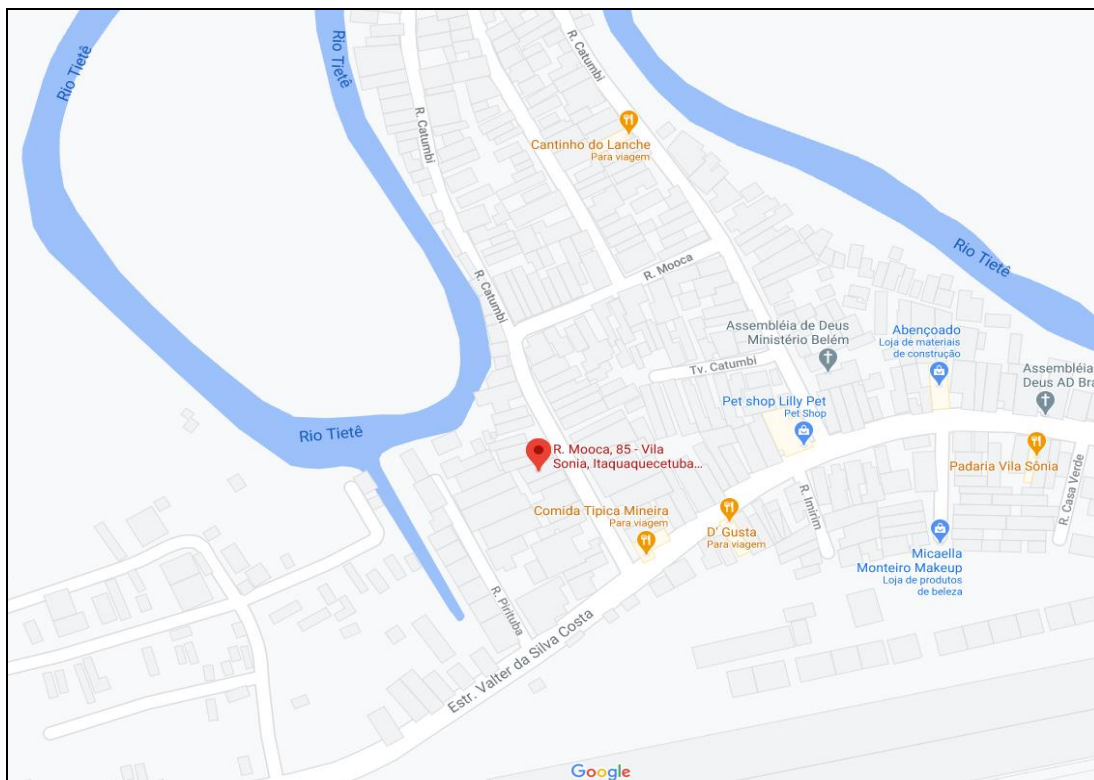 Rio Tietê
Rio Tietê
R. Catumbi
R. Catumbi
Cantinho do Lanche
Para viagem
R. Catumbi
R. Mooca
Rio Tietê
Assembléia de Deus
Ministério Belém
Abençoado
Loja de materiais
de construção
Tv. Catumbi
Assembléia
Deus AD Bra
Pet shop Lilly Pet
Pet Shop
Rio Tietê
R. Mooca, 85 - Vila
Sonia, Itaquaquecetuba...
Padaria Vila Sônia
R. Casa Verde
R. Imirim
Comida Tipica Mineira
Para viagem
D' Gusta
Para viagem
Micaella
Monteiro Makeup
Loja de produtos
de beleza
R. Pirituba
Estr. Valter da Silva Costa
Google